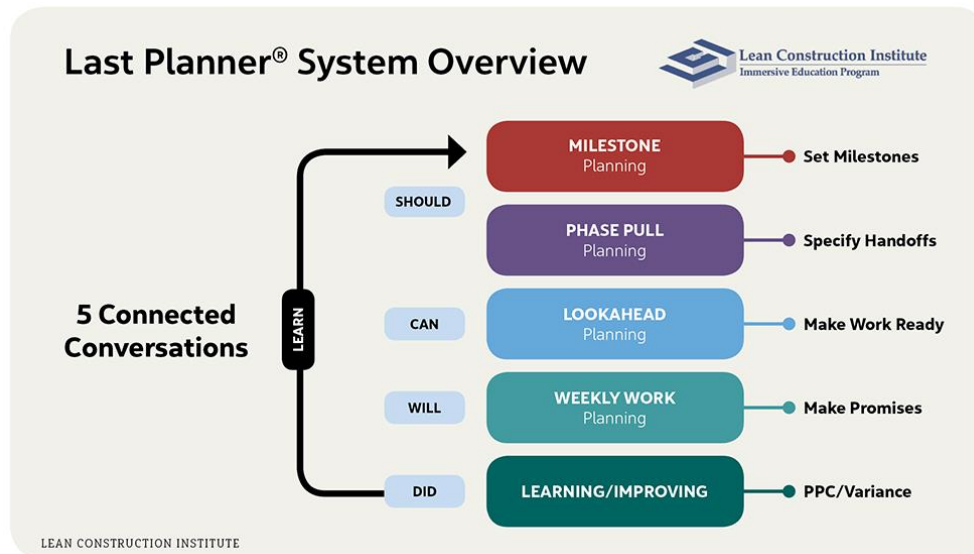 Last Planner® System Overview
Lean Construction Institute
Immersive Education Program
MILESTONE
Planning
Set Milestones
SHOULD
PHASE PULL
Planning
Specify Handoffs
5 Connected
Conversations
LEARN
CAN
LOOKAHEAD
Planning
Make Work Ready
WILL
WEEKLY WORK
Planning
Make Promises
DID
LEARNING/IMPROVING
PPC/Variance
LEAN CONSTRUCTION INSTITUTE